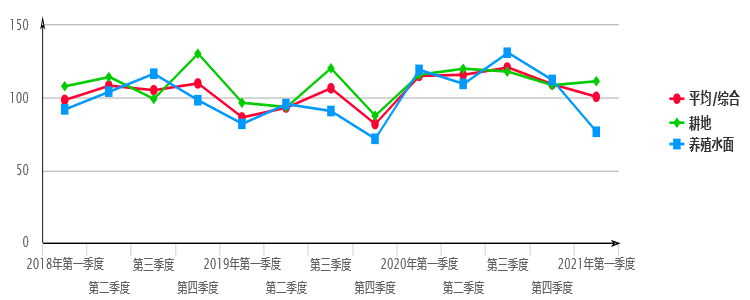 150
100
50
0
2018年第一季度 第三季度 2019年第一季度 第三季度 2020年第一季度 第三季度 2021年第一季度
第二季度 第四季度 第二季度 第四季度 第二季度 第四季度
平均/综合
耕地
养殖水面